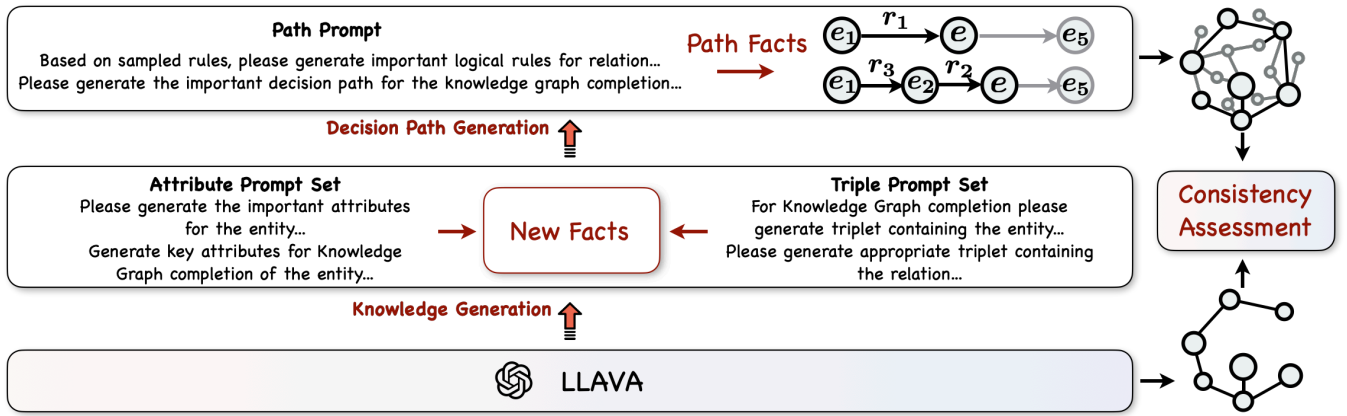 Path Prompt
Based on sampled rules, please generate important logical rules for relation...
Please generate the important decision path for the knowledge graph completion...
Path Facts
e1 r1 e e5
e1 r3 e2 r2 e e5
Decision Path Generation
Attribute Prompt Set
Please generate the important attributes
for the entity...
Generate key attributes for Knowledge
Graph completion of the entity...
New Facts
Triple Prompt Set
For Knowledge Graph completion please
generate triplet containing the entity...
Please generate appropriate triplet containing
the relation...
Consistency
Assessment
Knowledge Generation
LLAVA